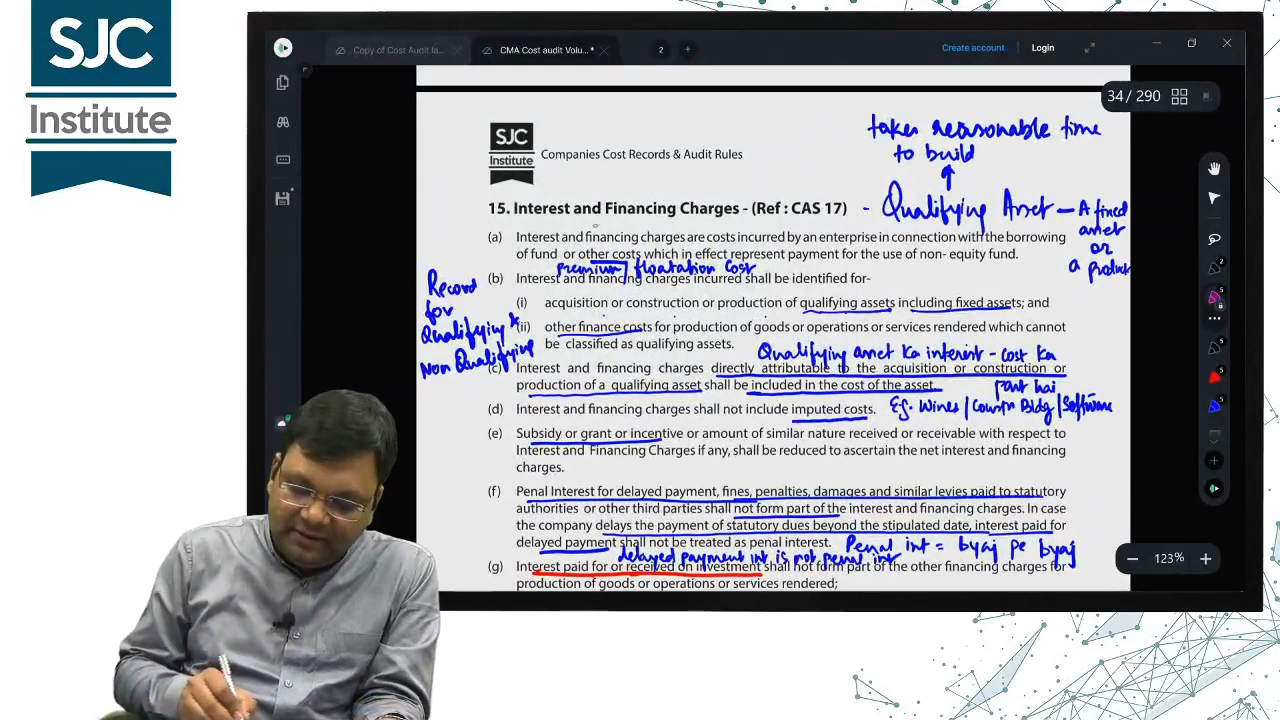 SJC
Institute
Copy of Cost Audit la...
CMA Cost audit Volu... *
2
Create account
Login
34 / 290
takes reasonable time
to build
SJC
Institute
Companies Cost Records & Audit Rules
15. Interest and Financing Charges - (Ref : CAS 17)
- Qualifying Asset – A fixed
asset
or
a product
(a) Interest and financing charges are costs incurred by an enterprise in connection with the borrowing
of fund or other costs which in effect represent payment for the use of non- equity fund.
premium floatation Cost
(b) Interest and financing charges incurred shall be identified for-
Record
for
Qualifying &
Non Qualifying
(i) acquisition or construction or production of qualifying assets including fixed assets; and
(ii) other finance costs for production of goods or operations or services rendered which cannot
be classified as qualifying assets.
Qualifying asset Ka interest - cost Ka
part hai
(c) Interest and financing charges directly attributable to the acquisition or construction or
production of a qualifying asset shall be included in the cost of the asset.
E.g. Wines / Constn Bldg / Software
(d) Interest and financing charges shall not include imputed costs.
(e) Subsidy or grant or incentive or amount of similar nature received or receivable with respect to
Interest and Financing Charges if any, shall be reduced to ascertain the net interest and financing
charges.
(f) Penal Interest for delayed payment, fines, penalties, damages and similar levies paid to statutory
authorities or other third parties shall not form part of the interest and financing charges. In case
the company delays the payment of statutory dues beyond the stipulated date, interest paid for
delayed payment shall not be treated as penal interest.
Penal int = byaj pe byaj
delayed payment int is not penal int
(g) Interest paid for or received on investment shall not form part of the other financing charges for
production of goods or operations or services rendered;
123%